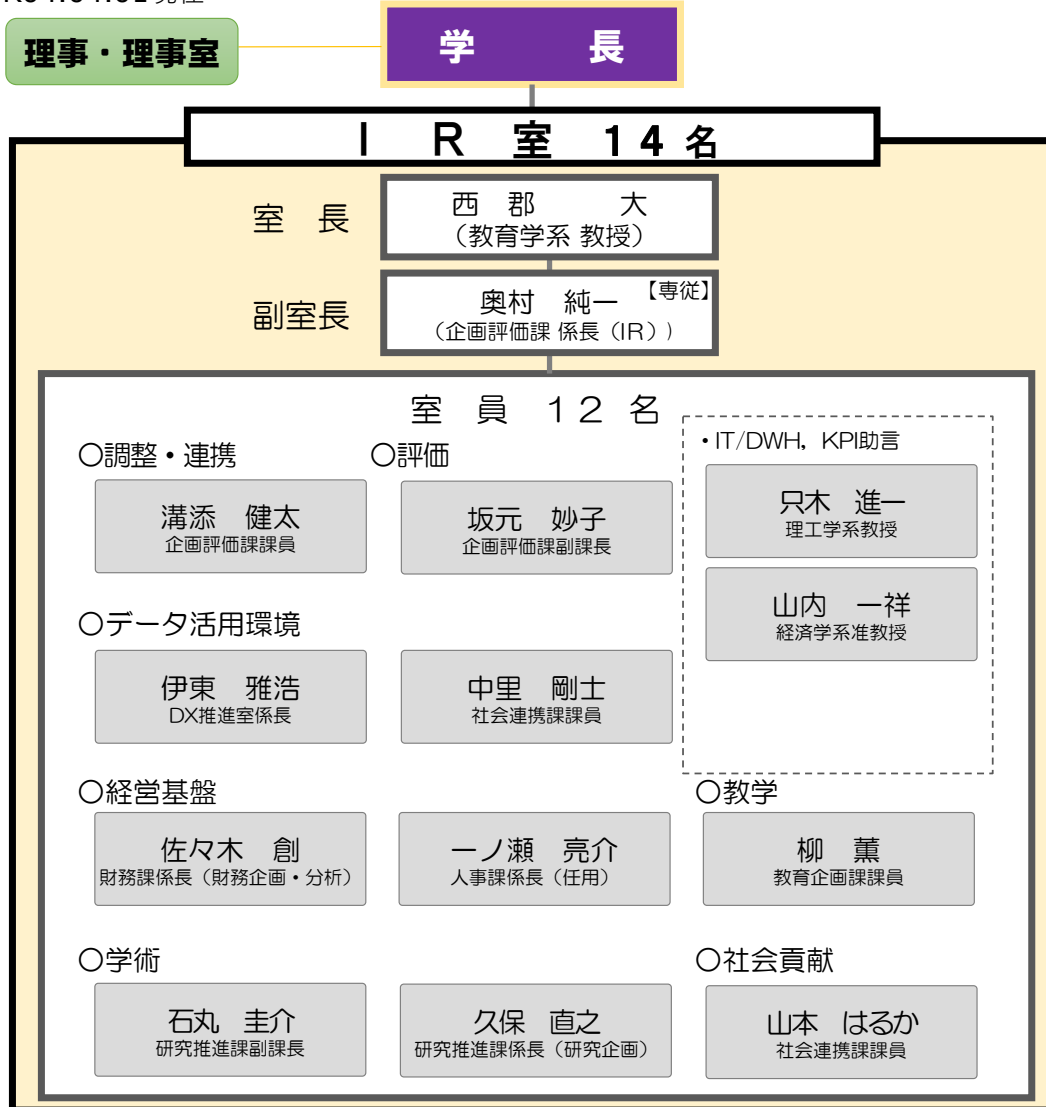 理事・理事室
学　長
ＩＲ室 14名
室　長
西　郡　　大
（教育学系 教授）
副室長
奥村　純一 【専従】
（企画評価課 係長（IR））
室　員　１２　名
〇調整・連携
溝添　健太
企画評価課課員
〇評価
坂元　妙子
企画評価課副課長
・IT/DWH，KPI助言
只木　進一
理工学系教授
山内　一祥
経済学系准教授
〇データ活用環境
伊東　雅浩
DX推進室係長
中里　剛士
社会連携課課員
〇経営基盤
佐々木　創
財務課係長（財務企画・分析）
一ノ瀬　亮介
人事課係長（任用）
〇教学
柳　薫
教育企画課課員
〇学術
石丸　圭介
研究推進課副課長
久保　直之
研究推進課係長（研究企画）
〇社会貢献
山本　はるか
社会連携課課員